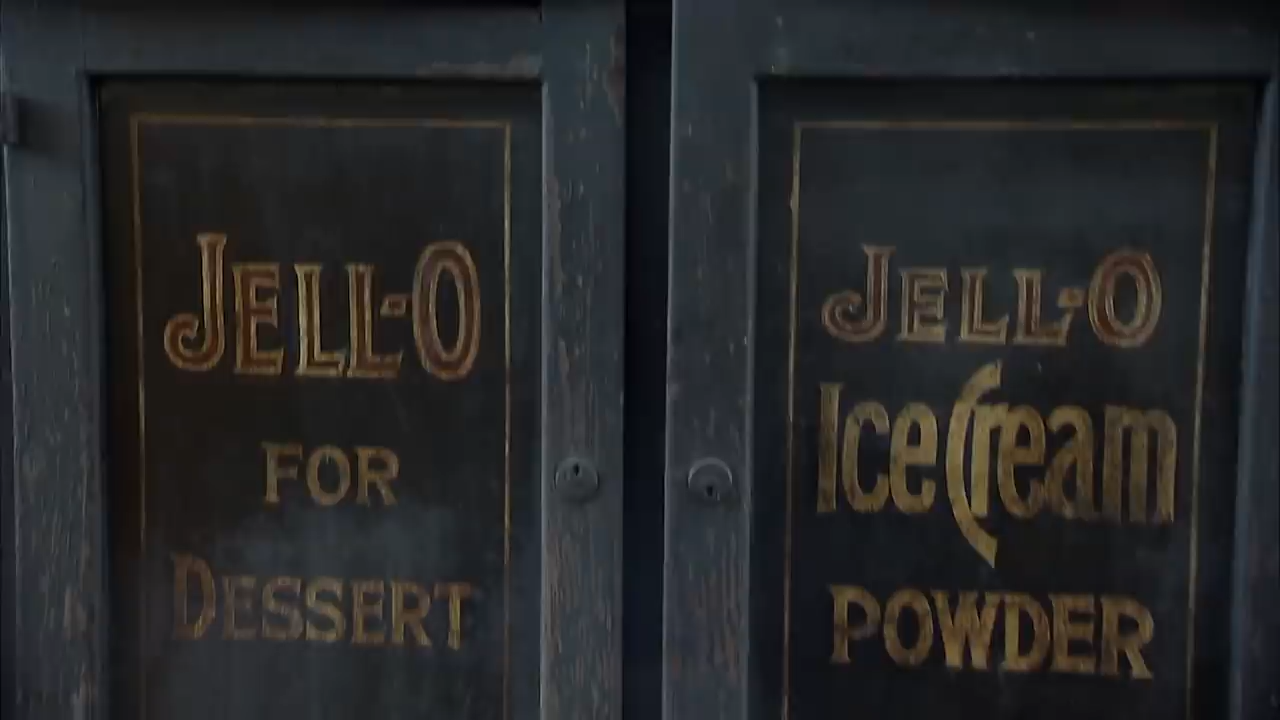 JELL-O
FOR
DESSERT
JELL-O
Ice Cream
POWDER